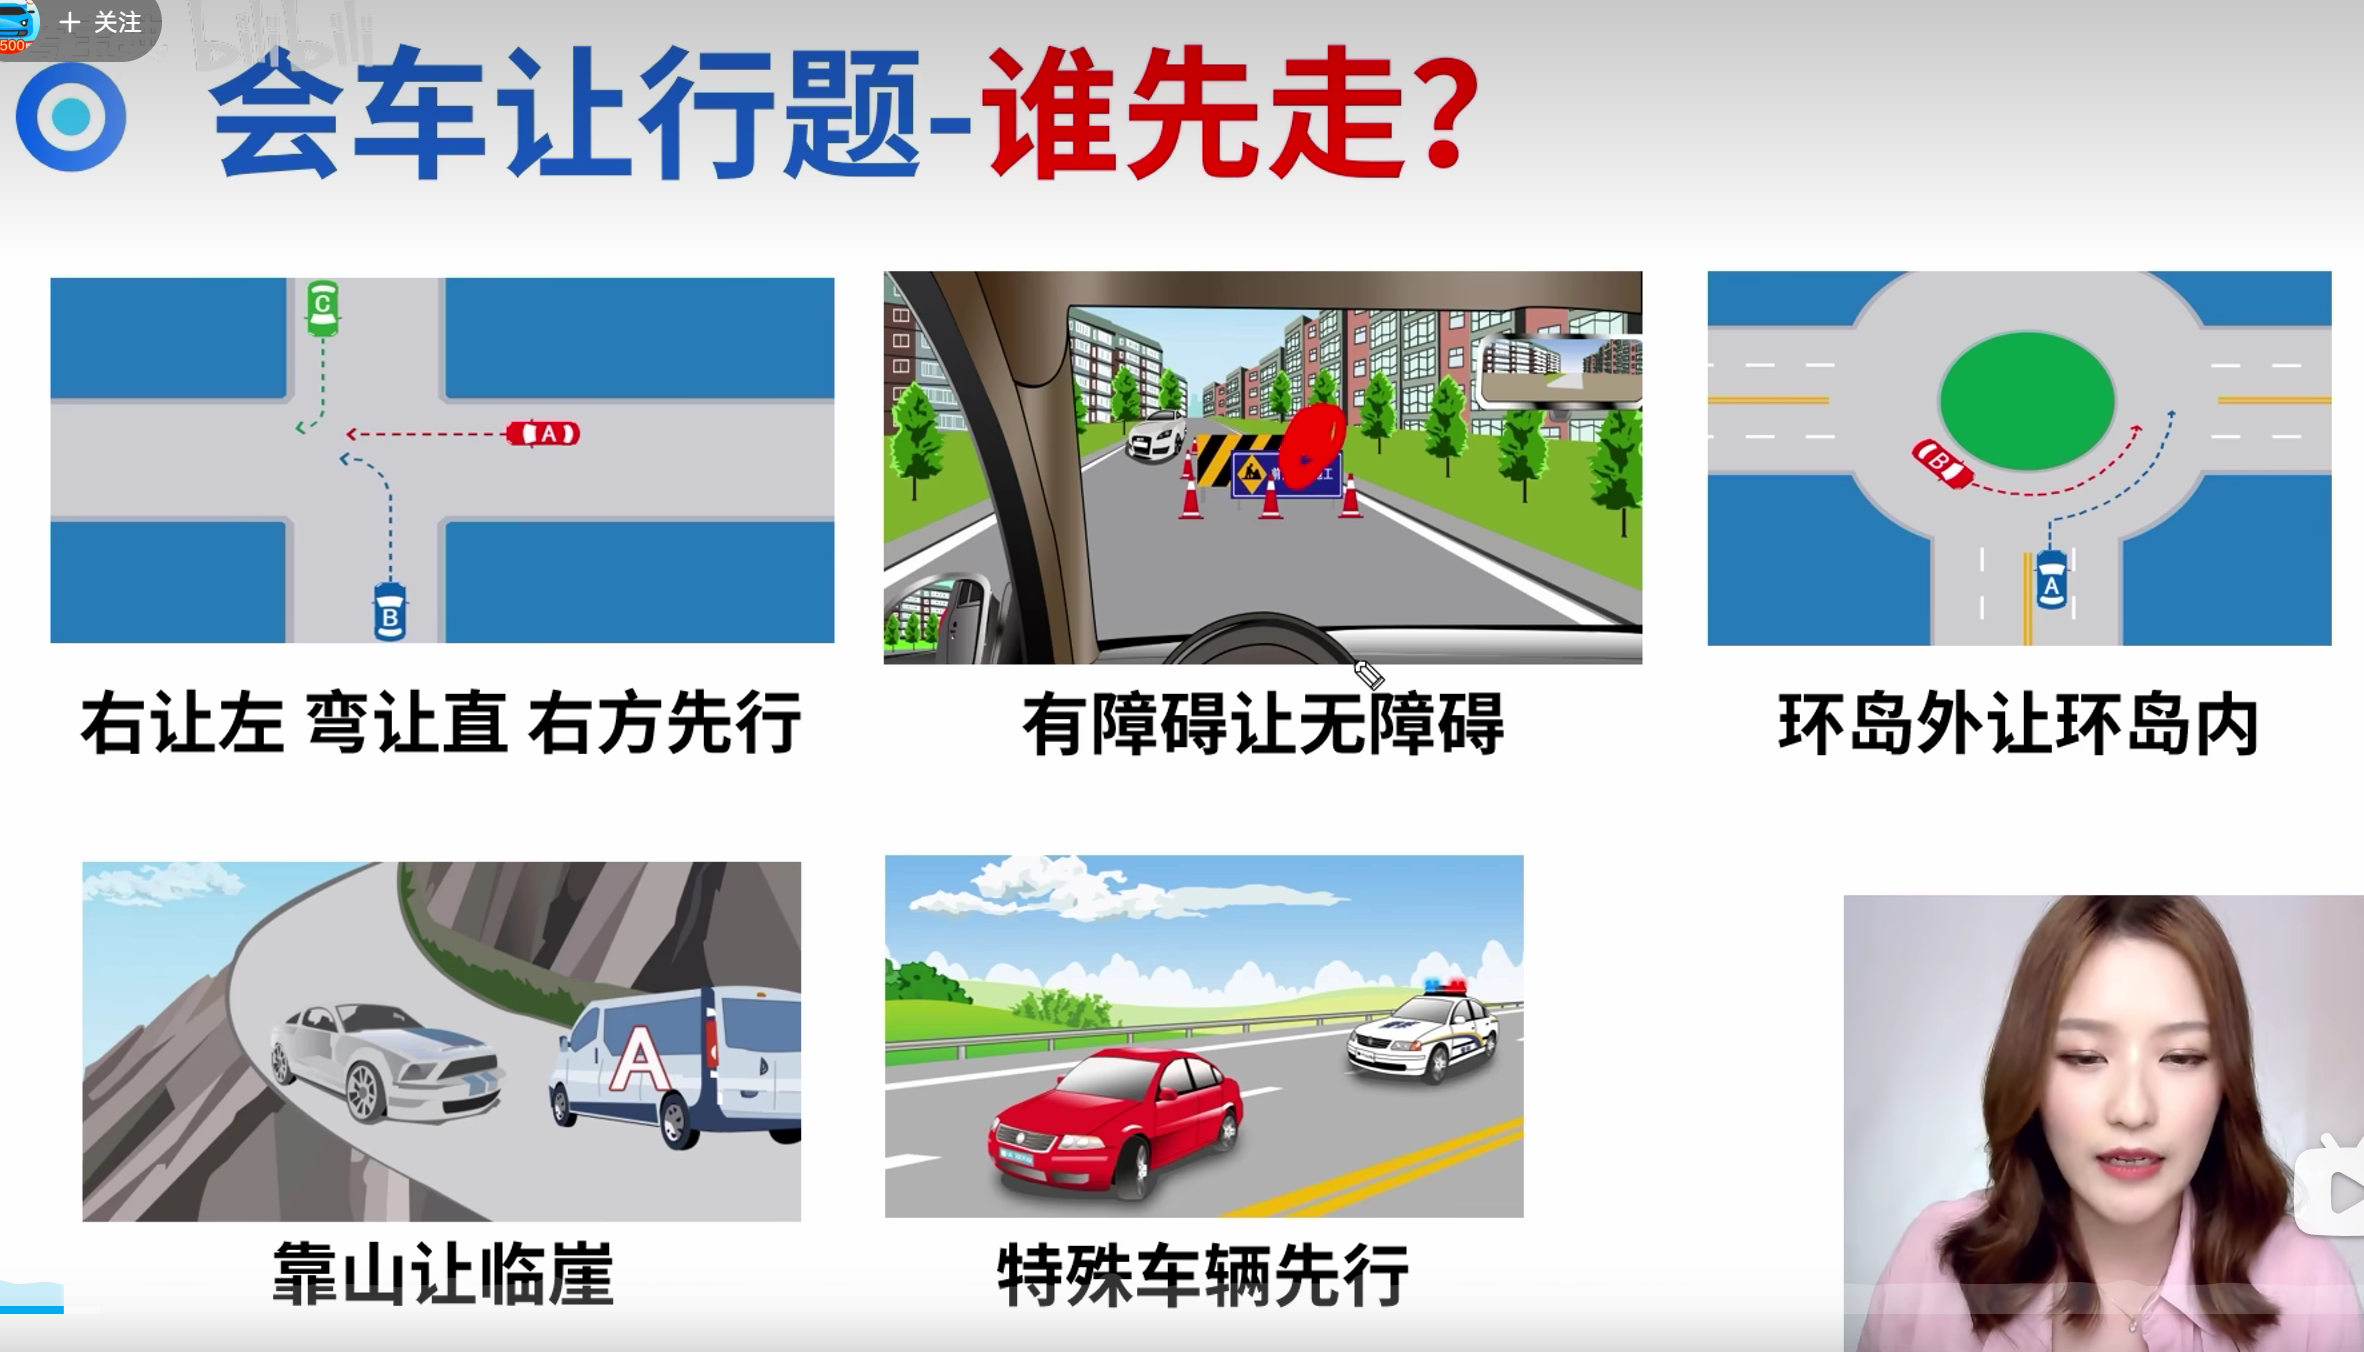 + 关注
500
bilibili
会车让行题-谁先走？
C
A
B
B
A
右让左 弯让直 右方先行
有障碍让无障碍
环岛外让环岛内
A
靠山让临崖
特殊车辆先行